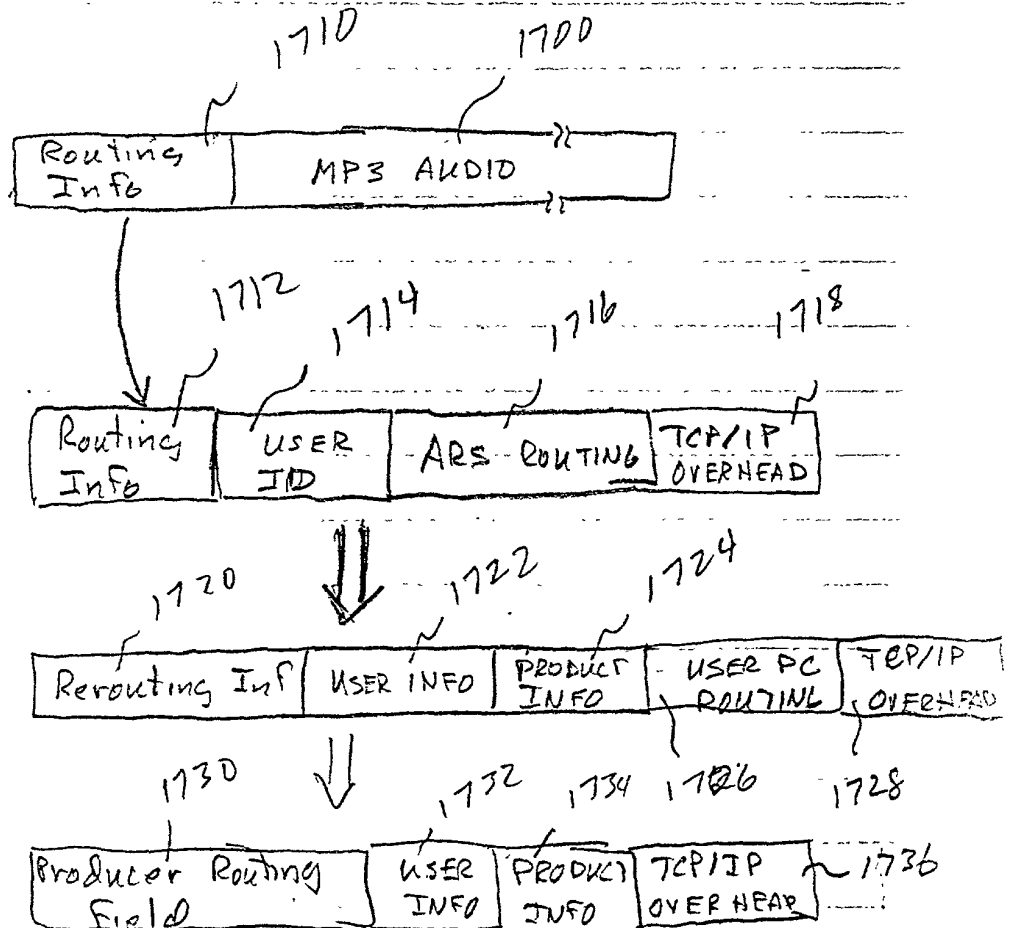 1710 1700
Routing Info MP3 AUDIO
1712 1714 1716 1718
Routing Info USER ID ARS ROUTING TCP/IP OVERHEAD
1720 1722 1724
Rerouting Inf USER INFO PRODUCT INFO USER PC ROUTING TCP/IP OVERHEAD
1730 1732 1734 1726 1728
Producer Routing Field USER INFO PRODUCT INFO TCP/IP OVERHEAD 1736